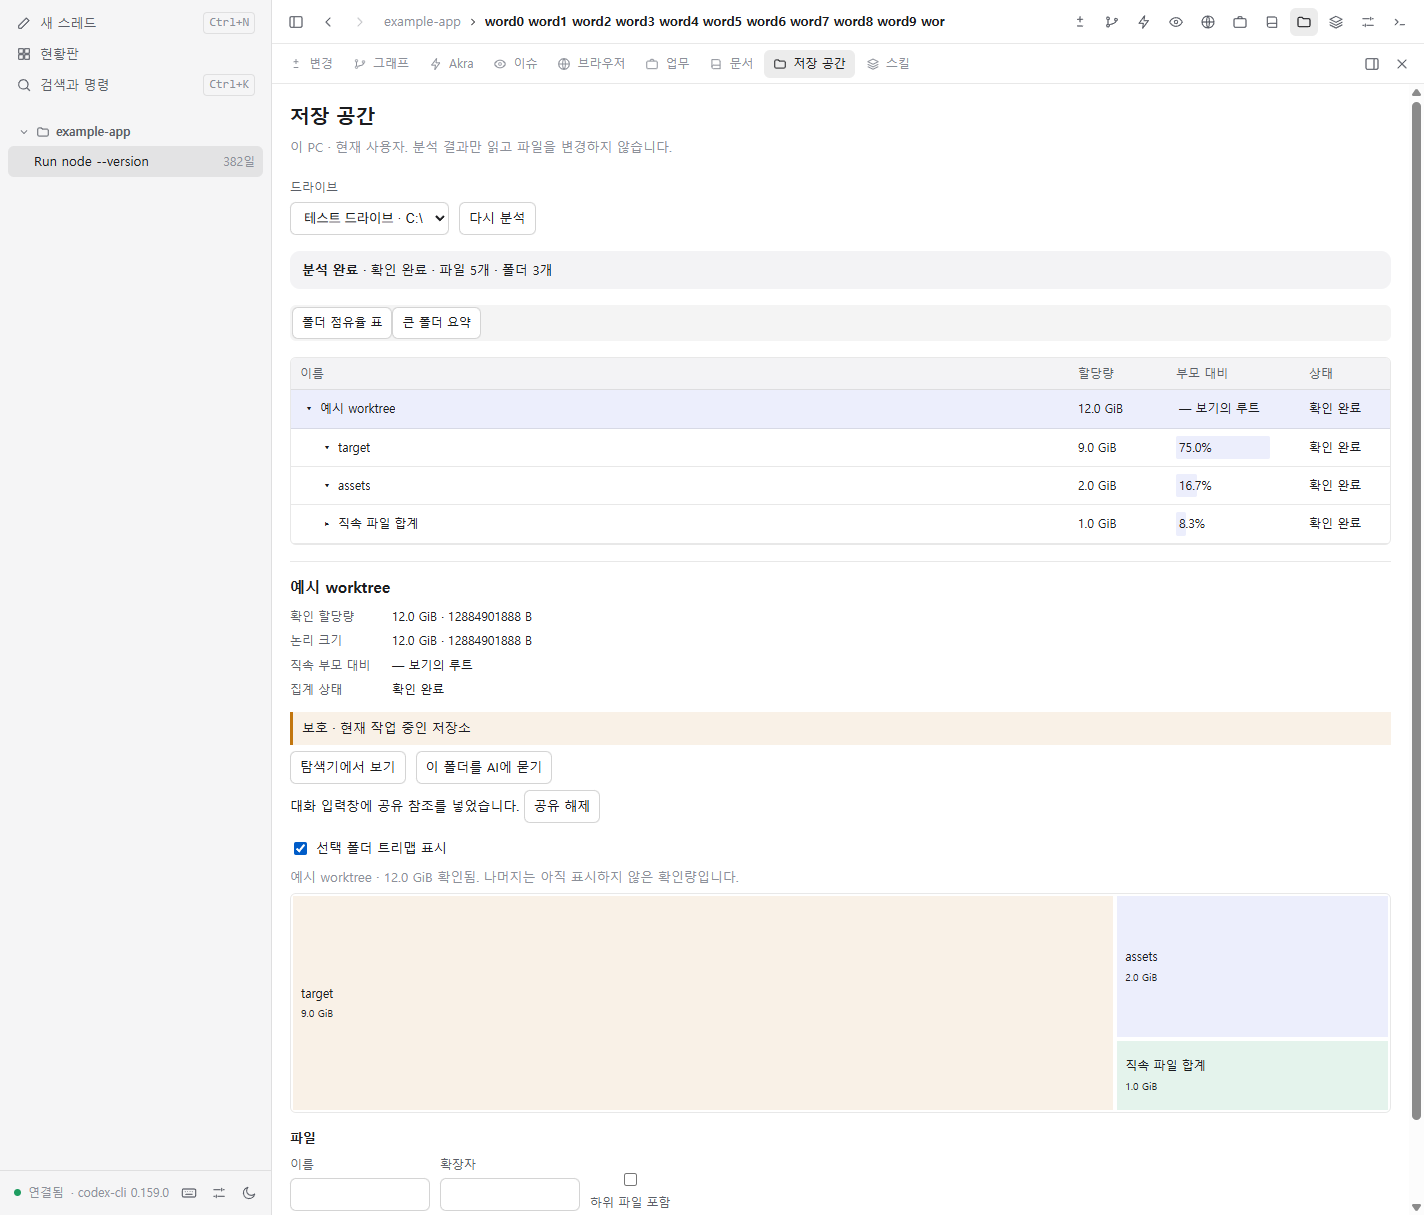 새 스레드 Ctrl+N
현황판
검색과 명령 Ctrl+K
example-app
Run node --version 382일
연결됨 · codex-cli 0.159.0
example-app › word0 word1 word2 word3 word4 word5 word6 word7 word8 word9 wor
변경 그래프 Akra 이슈 브라우저 업무 문서 저장 공간 스킬
저장 공간
이 PC · 현재 사용자. 분석 결과만 읽고 파일을 변경하지 않습니다.
드라이브
테스트 드라이브 · C:\ 다시 분석
분석 완료 · 확인 완료 · 파일 5개 · 폴더 3개
폴더 점유율 표 큰 폴더 요약
이름 할당량 부모 대비 상태
예시 worktree 12.0 GiB — 보기의 루트 확인 완료
target 9.0 GiB 75.0% 확인 완료
assets 2.0 GiB 16.7% 확인 완료
직속 파일 합계 1.0 GiB 8.3% 확인 완료
예시 worktree
확인 할당량 12.0 GiB · 12884901888 B
논리 크기 12.0 GiB · 12884901888 B
직속 부모 대비 — 보기의 루트
집계 상태 확인 완료
보호 · 현재 작업 중인 저장소
탐색기에서 보기 이 폴더를 AI에 묻기
대화 입력창에 공유 참조를 넣었습니다. 공유 해제
선택 폴더 트리맵 표시
예시 worktree · 12.0 GiB 확인됨. 나머지는 아직 표시하지 않은 확인량입니다.
target
9.0 GiB
assets
2.0 GiB
직속 파일 합계
1.0 GiB
파일
이름 확장자
하위 파일 포함